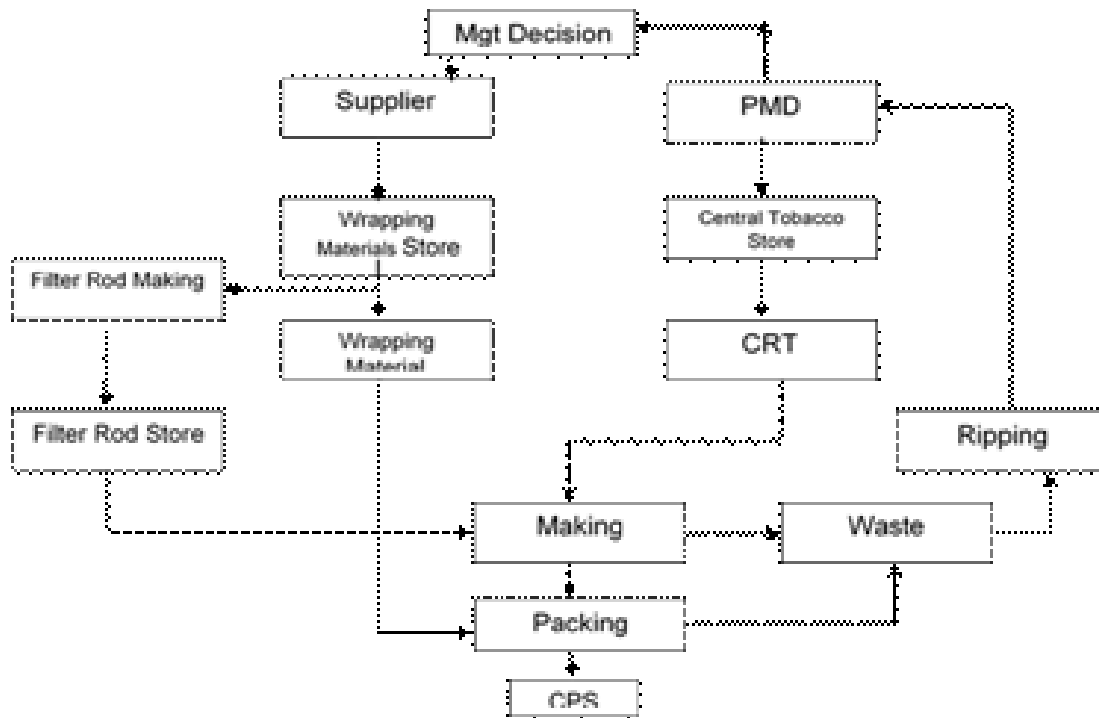 Mgt Decision
Supplier
PMD
Wrapping
Materials Store
Central Tobacco
Store
Filter Rod Making
Wrapping
Material
CRT
Filter Rod Store
Ripping
Making
Waste
Packing
CPS